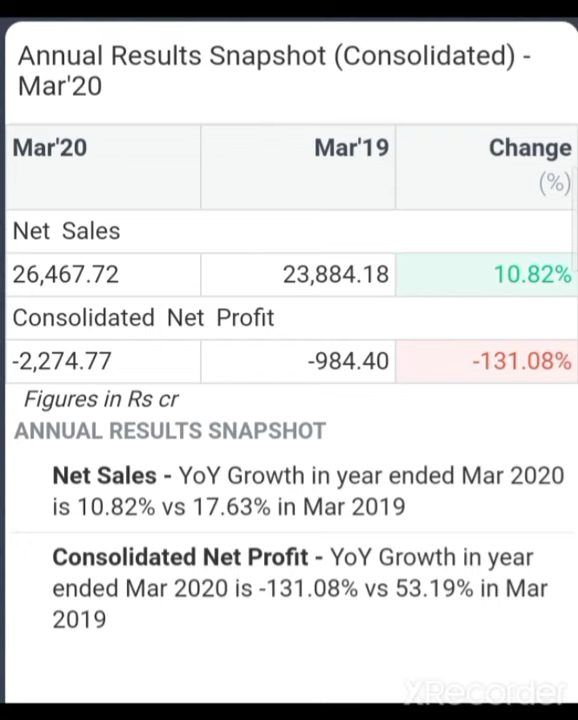 Annual Results Snapshot (Consolidated) -
Mar'20
Mar'20 Mar'19 Change
(%)
Net Sales
26,467.72 23,884.18 10.82%
Consolidated Net Profit
-2,274.77 -984.40 -131.08%
Figures in Rs cr
ANNUAL RESULTS SNAPSHOT
Net Sales - YoY Growth in year ended Mar 2020
is 10.82% vs 17.63% in Mar 2019
Consolidated Net Profit - YoY Growth in year
ended Mar 2020 is -131.08% vs 53.19% in Mar
2019
XRecorder